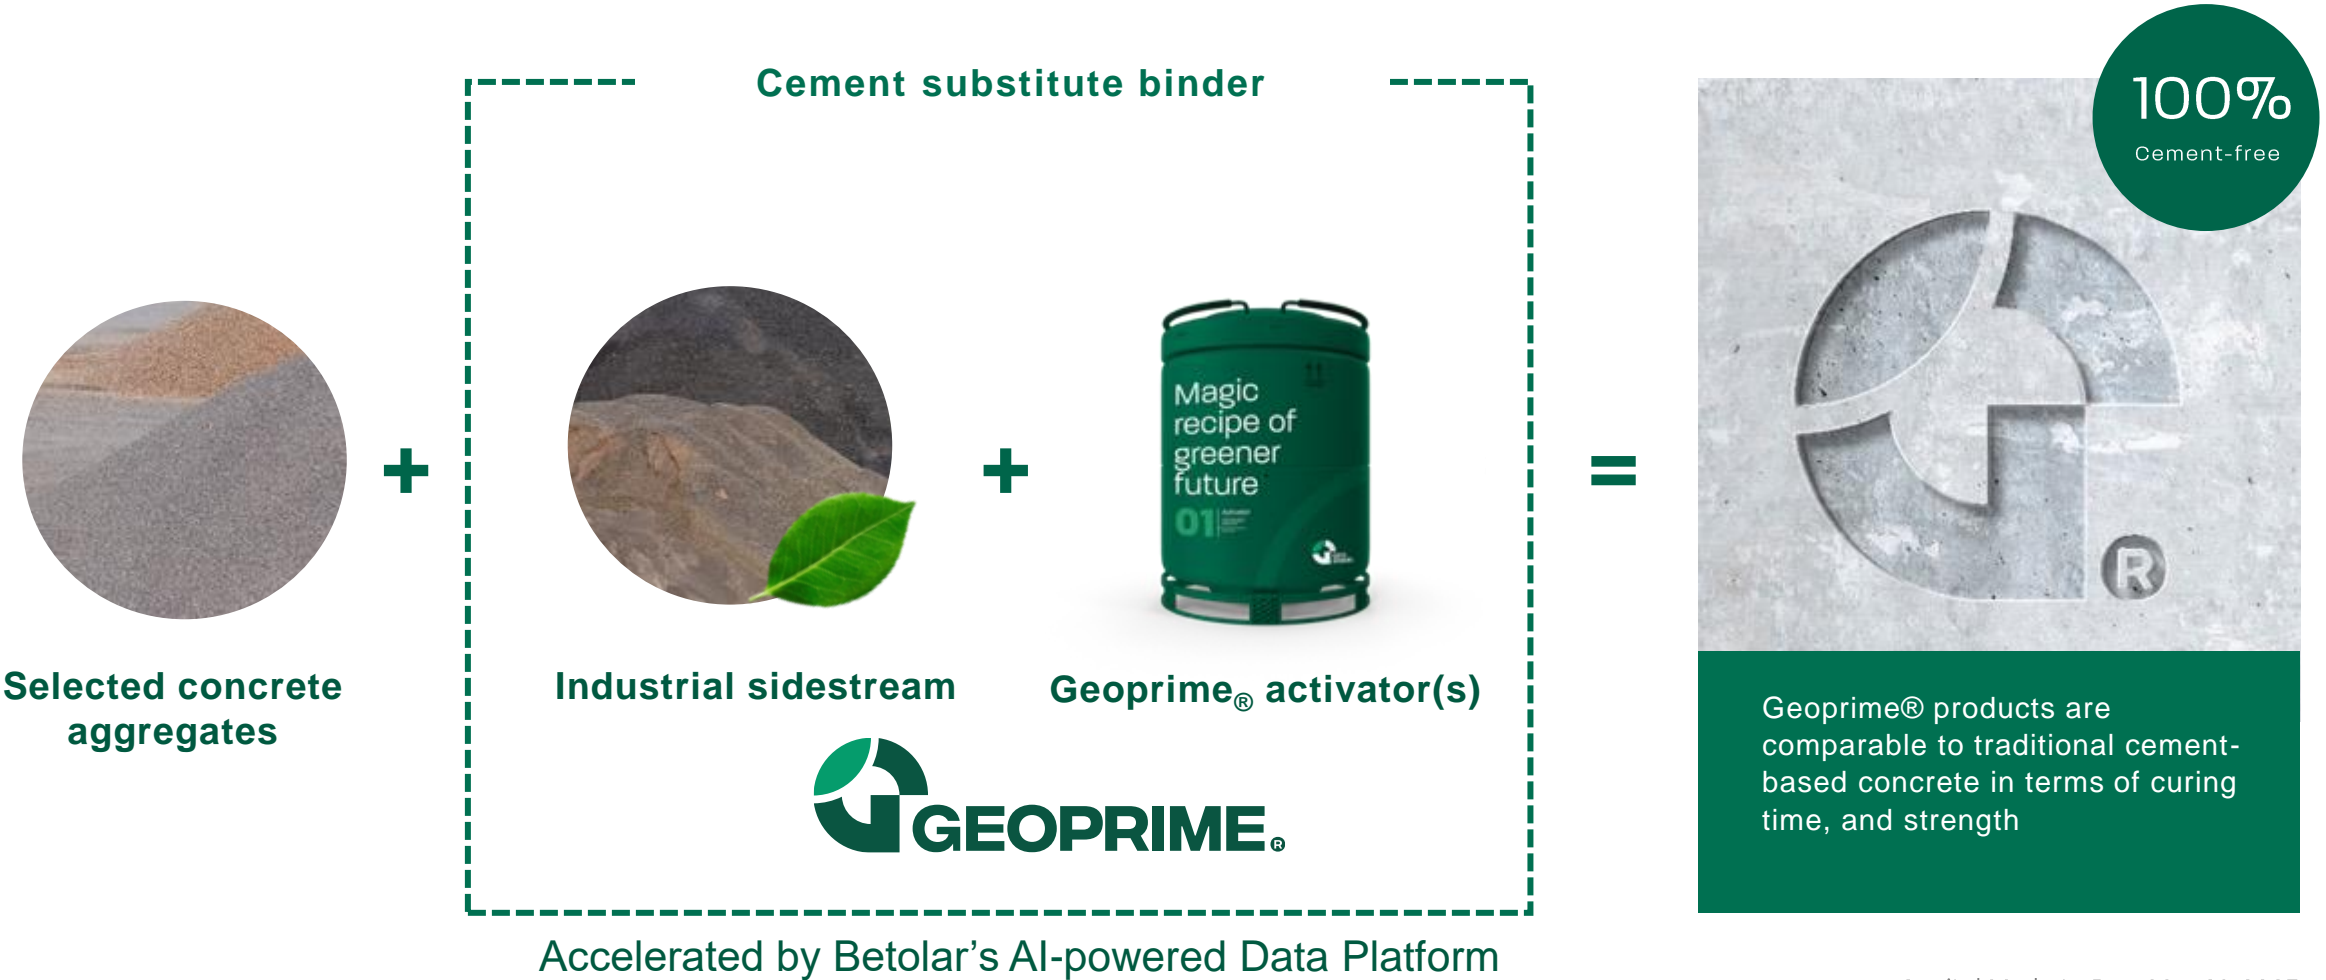 Cement substitute binder
100%
Cement-free
Magic
recipe of
greener
future
01
R
Selected concrete
aggregates
Industrial sidestream
Geoprime® activator(s)
GEOPRIME®
Geoprime® products are
comparable to traditional cement-
based concrete in terms of curing
time, and strength
Accelerated by Betolar’s AI-powered Data Platform